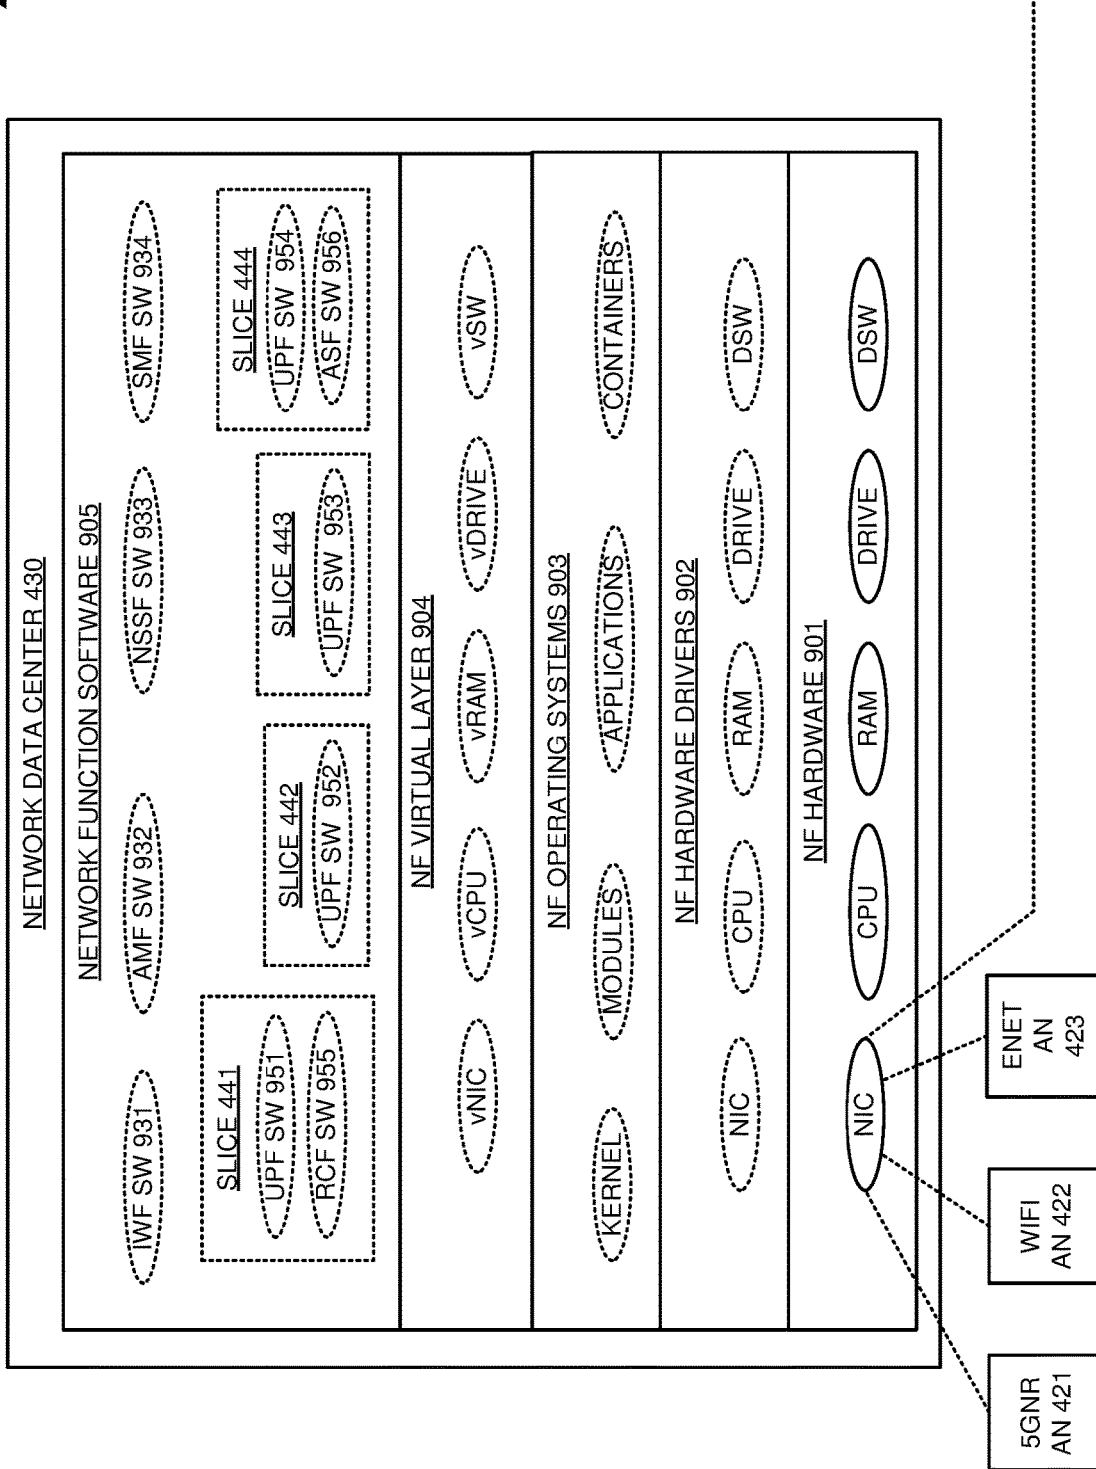 NETWORK DATA CENTER 430
NETWORK FUNCTION SOFTWARE 905
IWF SW 931
AMF SW 932
NSSF SW 933
SMF SW 934
SLICE 441
UPF SW 951
RCF SW 955
SLICE 442
UPF SW 952
SLICE 443
UPF SW 953
SLICE 444
UPF SW 954
ASF SW 956
NF VIRTUAL LAYER 904
vNIC
vCPU
vRAM
vDRIVE
vSW
NF OPERATING SYSTEMS 903
KERNEL
MODULES
APPLICATIONS
CONTAINERS
NF HARDWARE DRIVERS 902
NIC
CPU
RAM
DRIVE
DSW
NF HARDWARE 901
NIC
CPU
RAM
DRIVE
DSW
5GNR
AN 421
WIFI
AN 422
ENET
AN
423